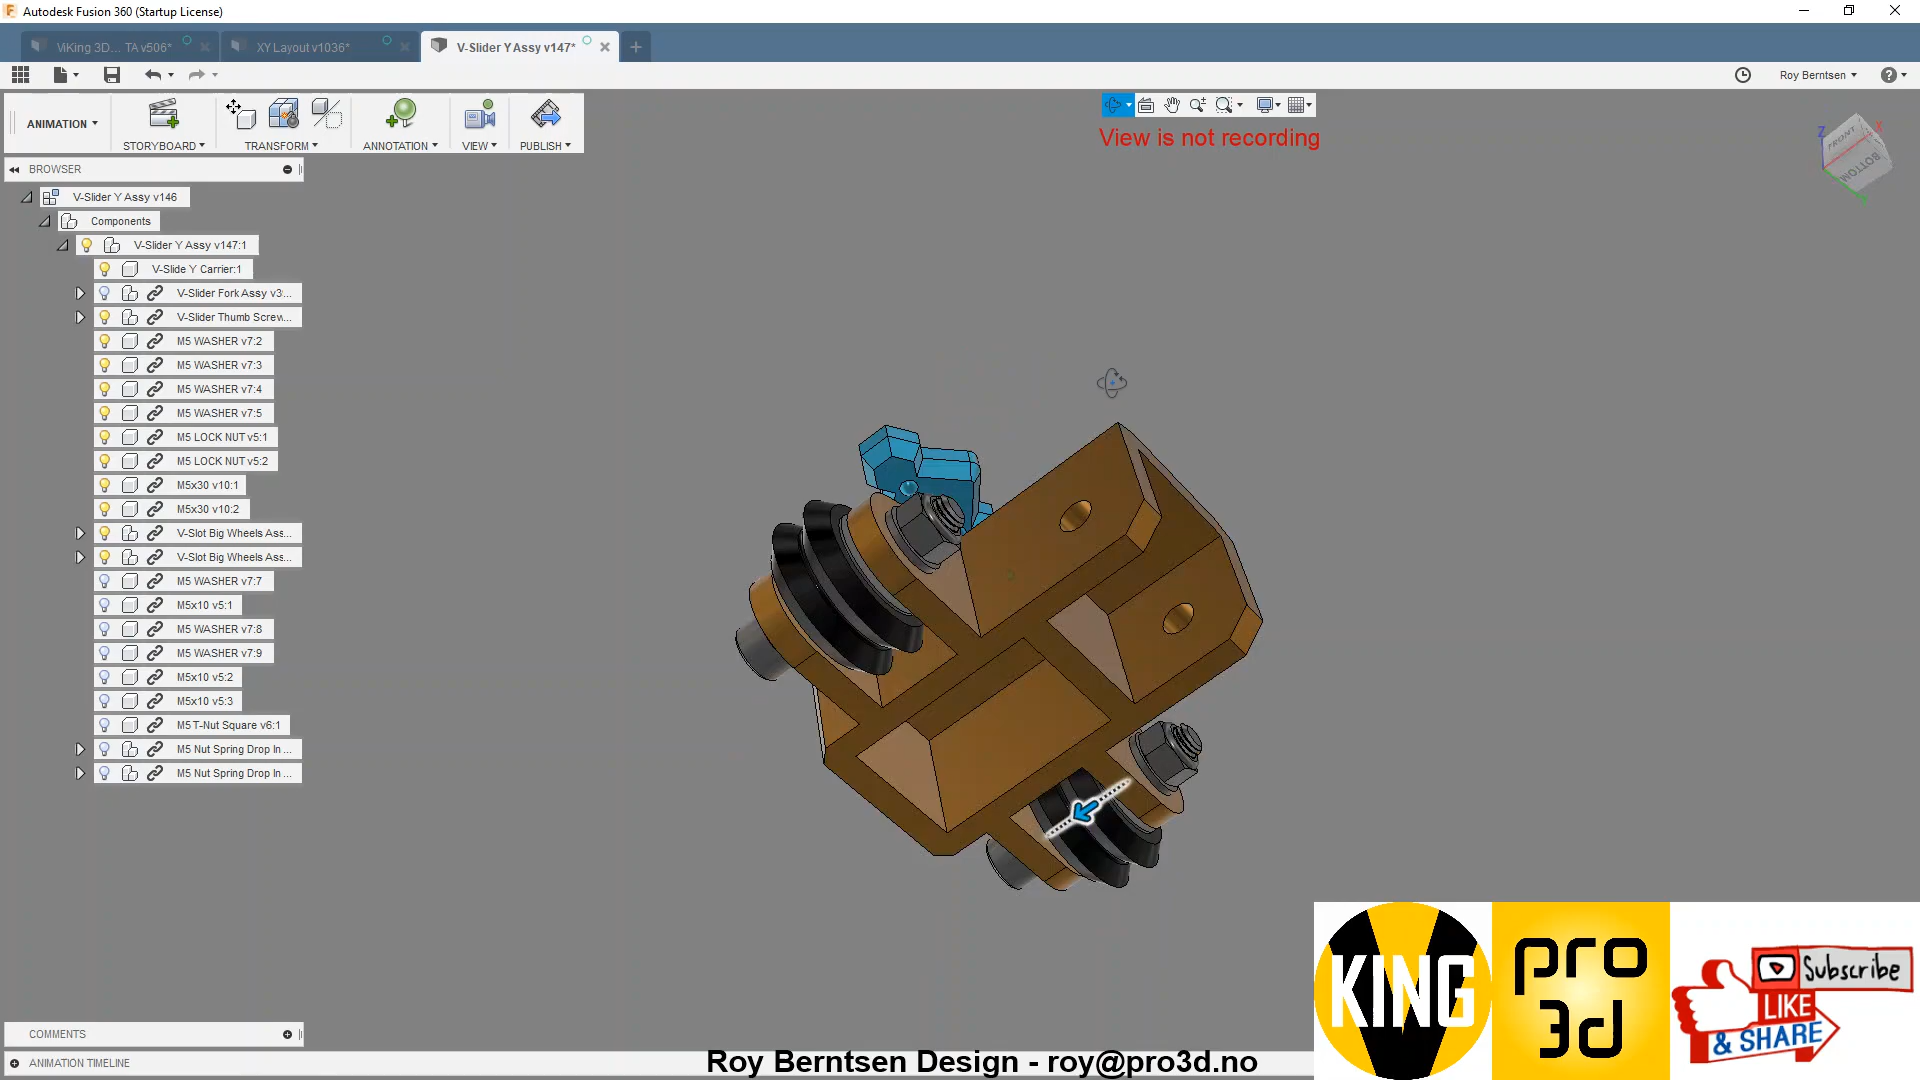 Autodesk Fusion 360 (Startup License)
ViKing 3D... TA v506*
XY Layout v1036*
V-Slider Y Assy v147*
Roy Berntsen
ANIMATION
STORYBOARD
TRANSFORM
ANNOTATION
VIEW
PUBLISH
View is not recording
FRONT
BOTTOM
Z
X
BROWSER
V-Slider Y Assy v146
Components
V-Slider Y Assy v147:1
V-Slide Y Carrier:1
V-Slider Fork Assy v3:...
V-Slider Thumb Screw...
M5 WASHER v7:2
M5 WASHER v7:3
M5 WASHER v7:4
M5 WASHER v7:5
M5 LOCK NUT v5:1
M5 LOCK NUT v5:2
M5x30 v10:1
M5x30 v10:2
V-Slot Big Wheels Ass...
V-Slot Big Wheels Ass...
M5 WASHER v7:7
M5x10 v5:1
M5 WASHER v7:8
M5 WASHER v7:9
M5x10 v5:2
M5x10 v5:3
M5 T-Nut Square v6:1
M5 Nut Spring Drop In ...
M5 Nut Spring Drop In ...
COMMENTS
ANIMATION TIMELINE
Roy Berntsen Design - roy@pro3d.no
KING
pro
3d
Subscribe
LIKE
& SHARE